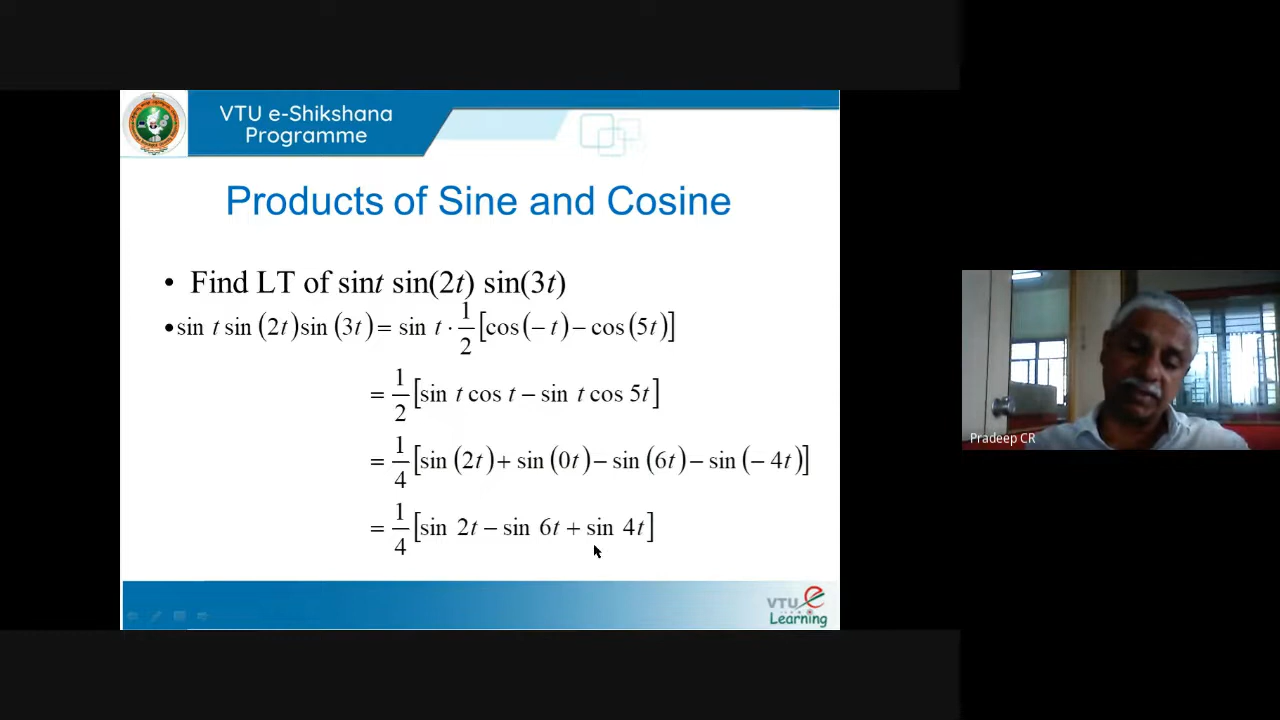 VTU e-Shikshana
Programme
Products of Sine and Cosine
• Find LT of sint sin(2t) sin(3t)
• sin t sin (2t) sin (3t) = sin t · 1/2 [cos (− t) − cos (5t)]
= 1/2 [sin t cos t − sin t cos 5t]
= 1/4 [sin (2t) + sin (0t) − sin (6t) − sin (− 4t)]
= 1/4 [sin 2t − sin 6t + sin 4t]
VTU e
Learning
Pradeep CR